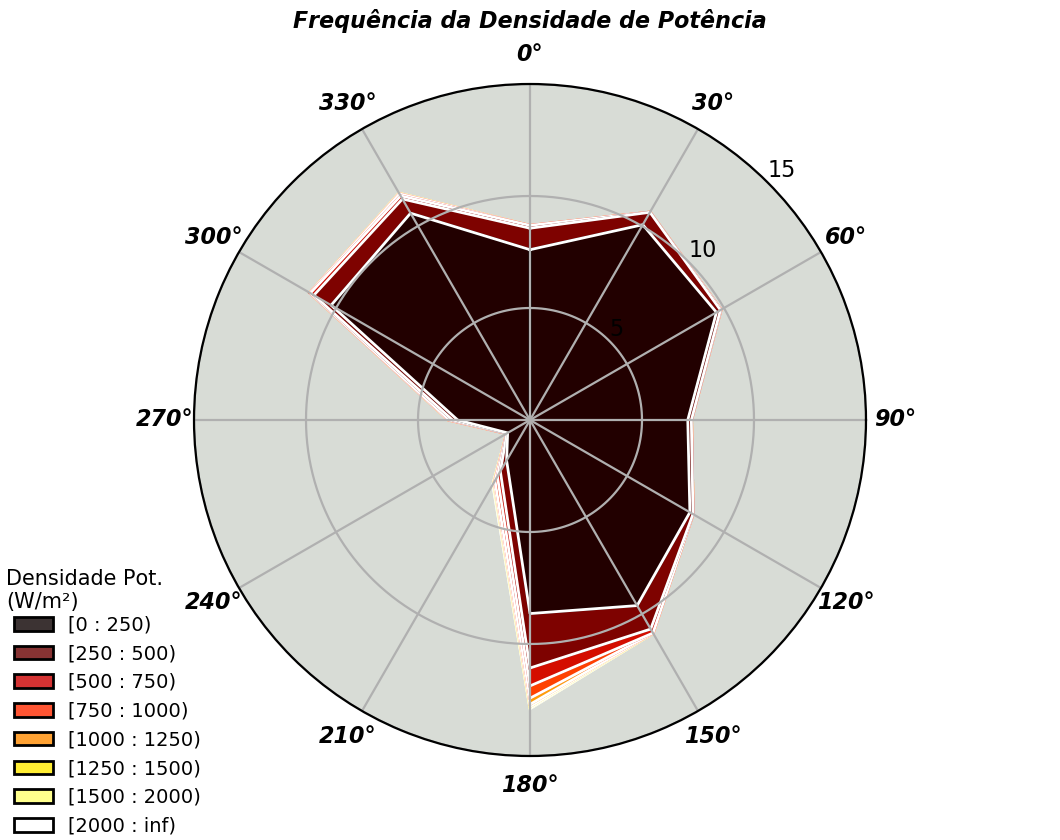 Frequência da Densidade de Potência
0°
330°
30°
15
300°
60°
10
5
270°
90°
240°
120°
210°
150°
180°
Densidade Pot.
(W/m²)
[0 : 250)
[250 : 500)
[500 : 750)
[750 : 1000)
[1000 : 1250)
[1250 : 1500)
[1500 : 2000)
[2000 : inf)